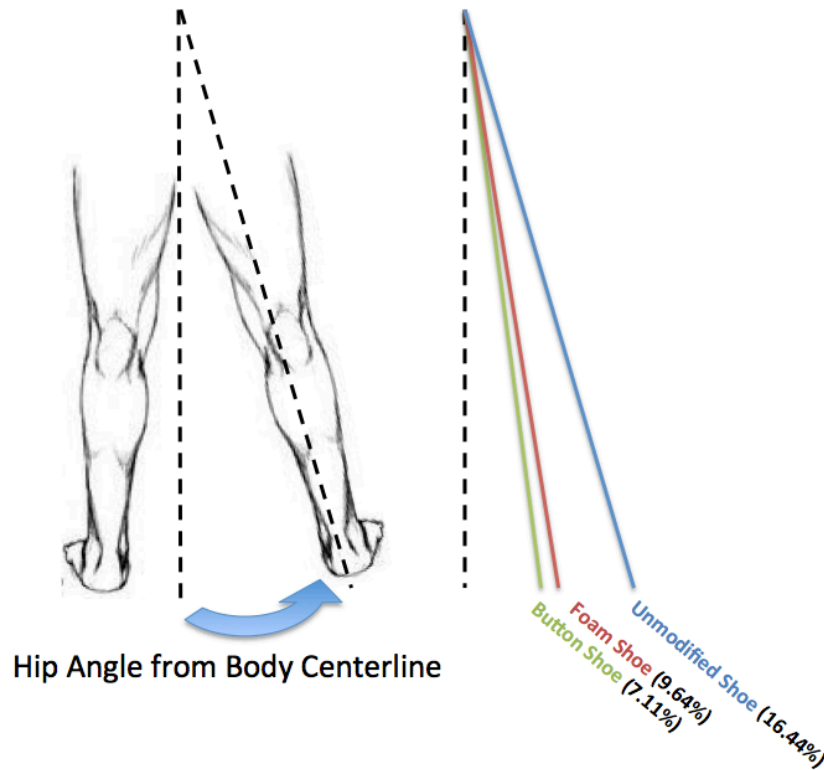 Hip Angle from Body Centerline
Button Shoe (7.11%)
Foam Shoe (9.64%)
Unmodified Shoe (16.44%)